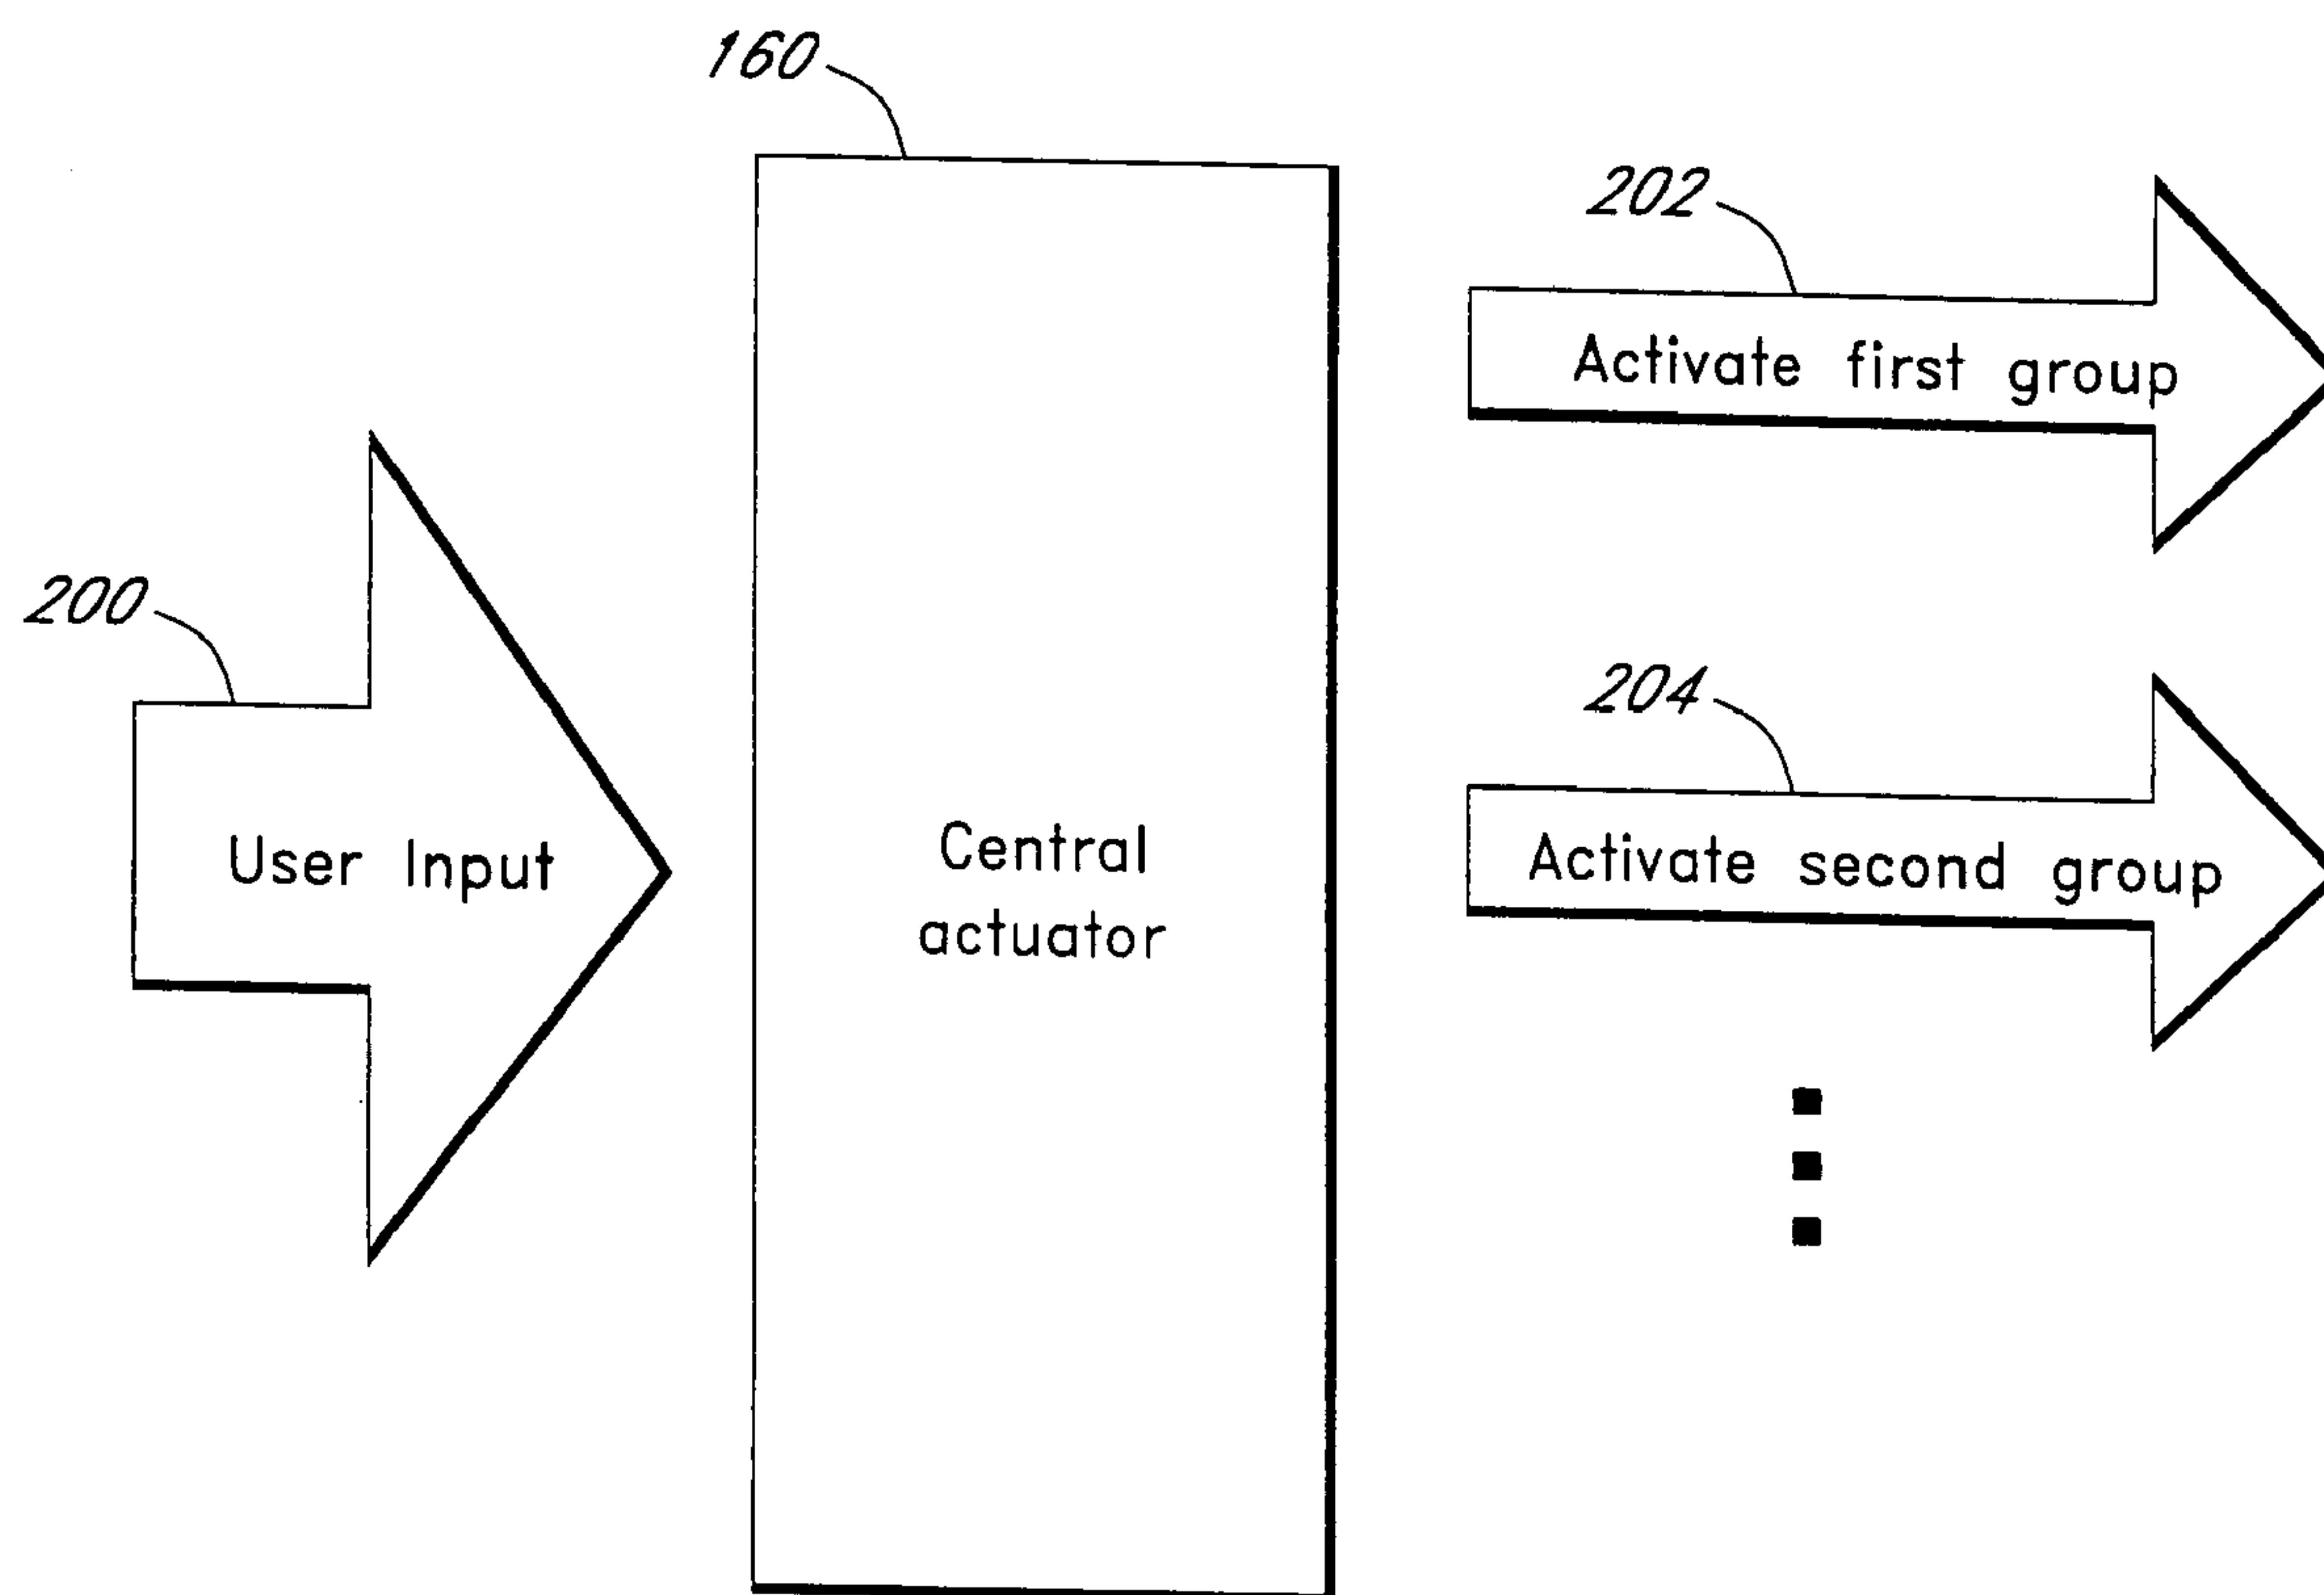 160
202
Activate first group
200
204
User Input
Central
actuator
Activate second group